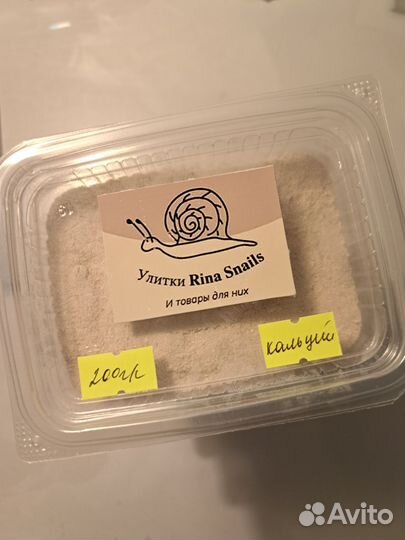 Улитки Rina Snails
И товары для них
200гр
кальций
Avito